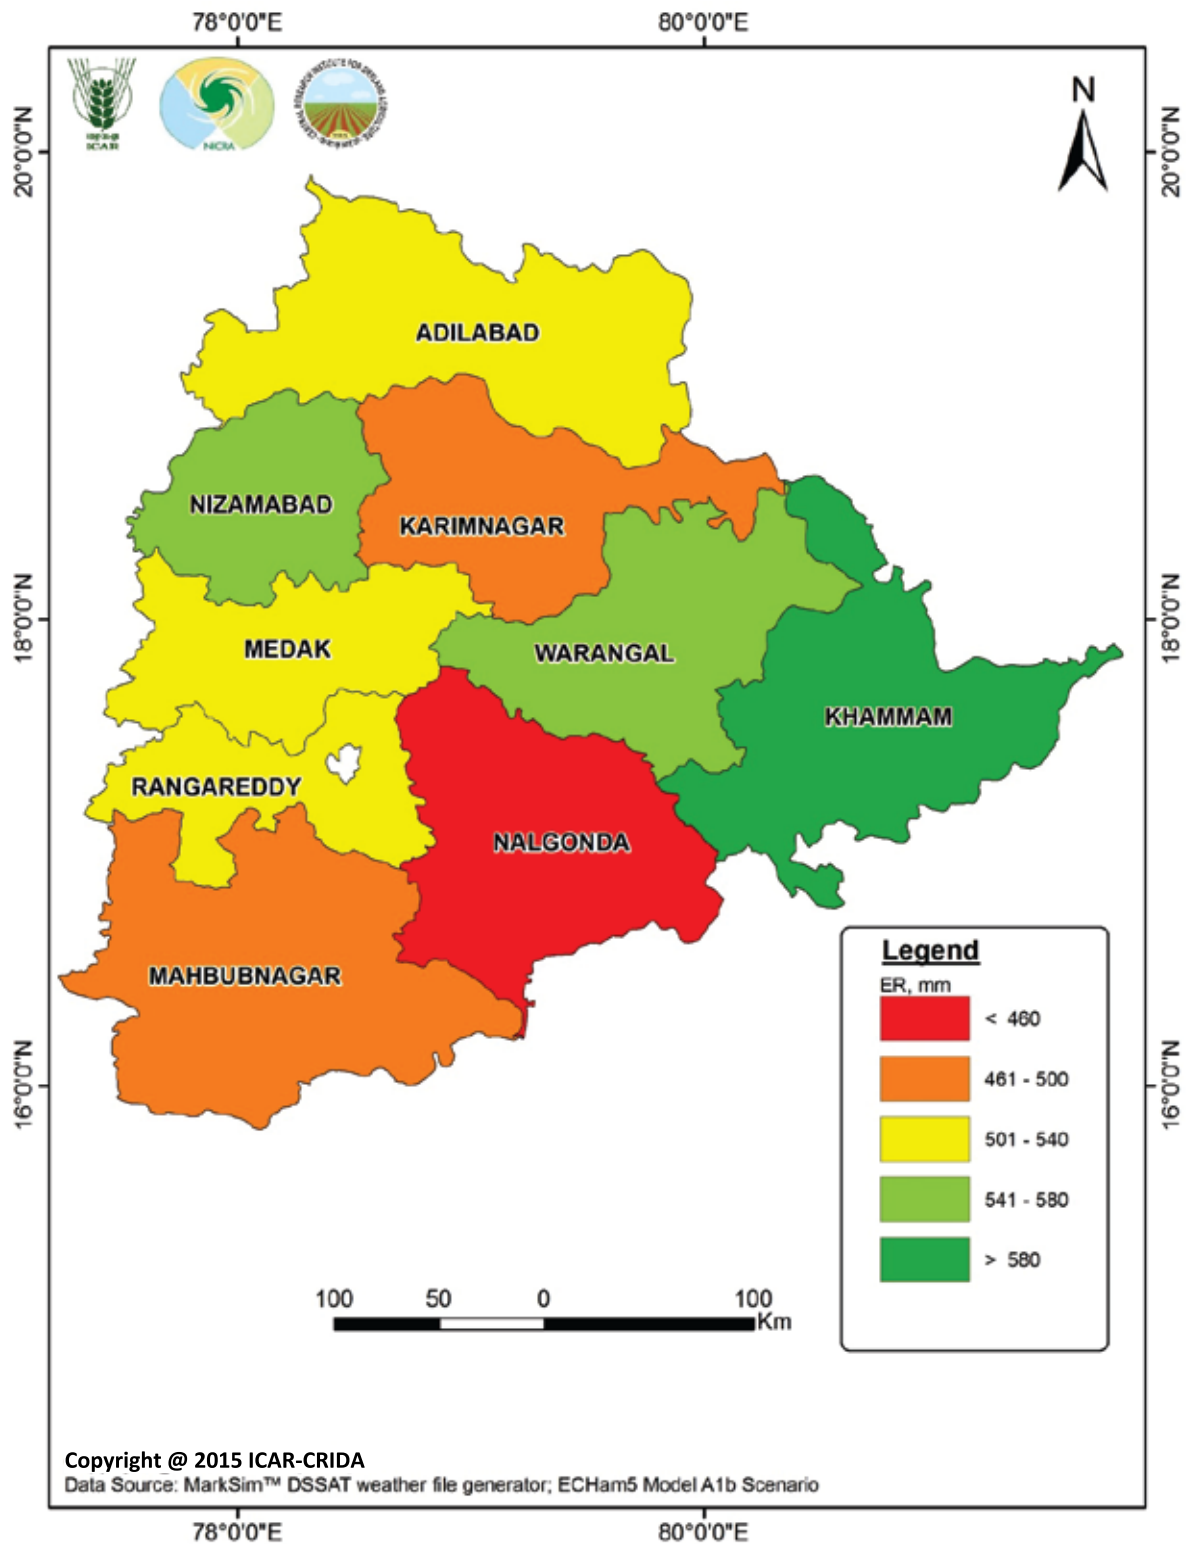 78°0'0"E 80°0'0"E
20°0'0"N
20°0'0"N
ICAR
NICRA
N
ADILABAD
NIZAMABAD
KARIMNAGAR
18°0'0"N
18°0'0"N
MEDAK
WARANGAL
KHAMMAM
RANGAREDDY
NALGONDA
MAHBUBNAGAR
Legend
ER, mm
< 460
461 - 500
501 - 540
541 - 580
> 580
16°0'0"N
16°0'0"N
100 50 0 100
Km
Copyright @ 2015 ICAR-CRIDA
Data Source: MarkSim™ DSSAT weather file generator; ECHam5 Model A1b Scenario
78°0'0"E 80°0'0"E